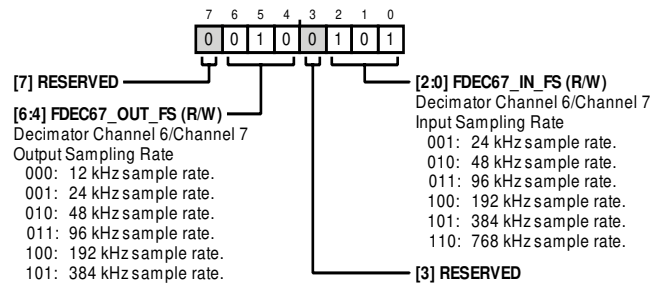 7 6 5 4 3 2 1 0
0 0 1 0 0 1 0 1
[7] RESERVED
[6:4] FDEC67_OUT_FS (R/W)
Decimator Channel 6/Channel 7
Output Sampling Rate
000: 12 kHz sample rate.
001: 24 kHz sample rate.
010: 48 kHz sample rate.
011: 96 kHz sample rate.
100: 192 kHz sample rate.
101: 384 kHz sample rate.
[2:0] FDEC67_IN_FS (R/W)
Decimator Channel 6/Channel 7
Input Sampling Rate
001: 24 kHz sample rate.
010: 48 kHz sample rate.
011: 96 kHz sample rate.
100: 192 kHz sample rate.
101: 384 kHz sample rate.
110: 768 kHz sample rate.
[3] RESERVED